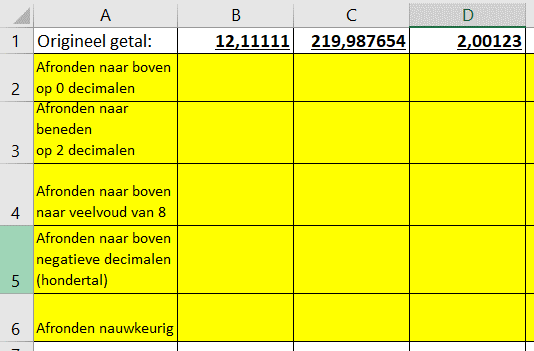 A B C D
1 Origineel getal: 12,11111 219,987654 2,00123
Afronden naar boven
2 op 0 decimalen
Afronden naar
beneden
3 op 2 decimalen
Afronden naar boven
4 naar veelvoud van 8
Afronden naar boven
negatieve decimalen
5 (hondertal)
6 Afronden nauwkeurig